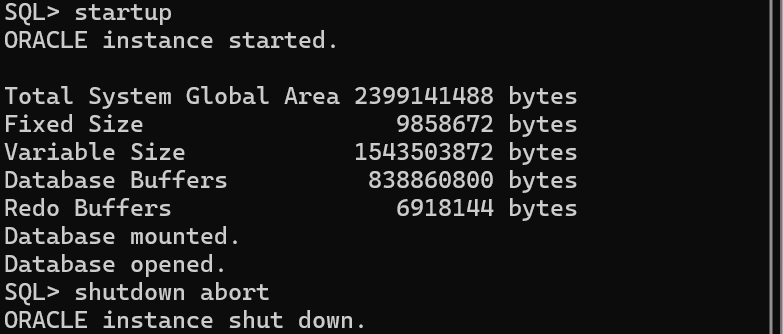 SQL> startup
ORACLE instance started.

Total System Global Area 2399141488 bytes
Fixed Size                  9858672 bytes
Variable Size            1543503872 bytes
Database Buffers          838860800 bytes
Redo Buffers                6918144 bytes
Database mounted.
Database opened.
SQL> shutdown abort
ORACLE instance shut down.